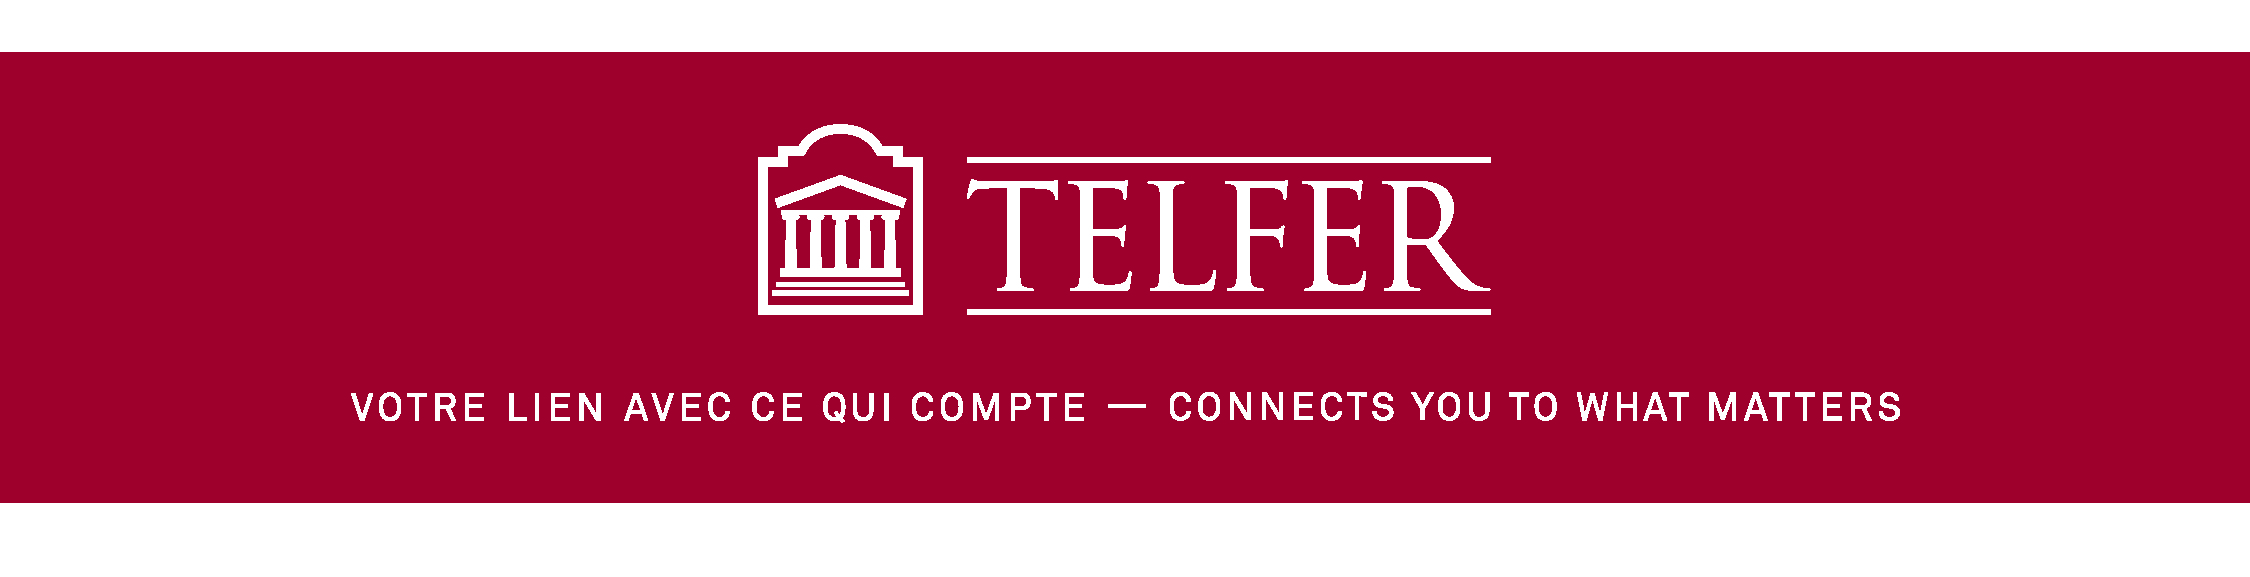 TELFER
VOTRE LIEN AVEC CE QUI COMPTE — CONNECTS YOU TO WHAT MATTERS